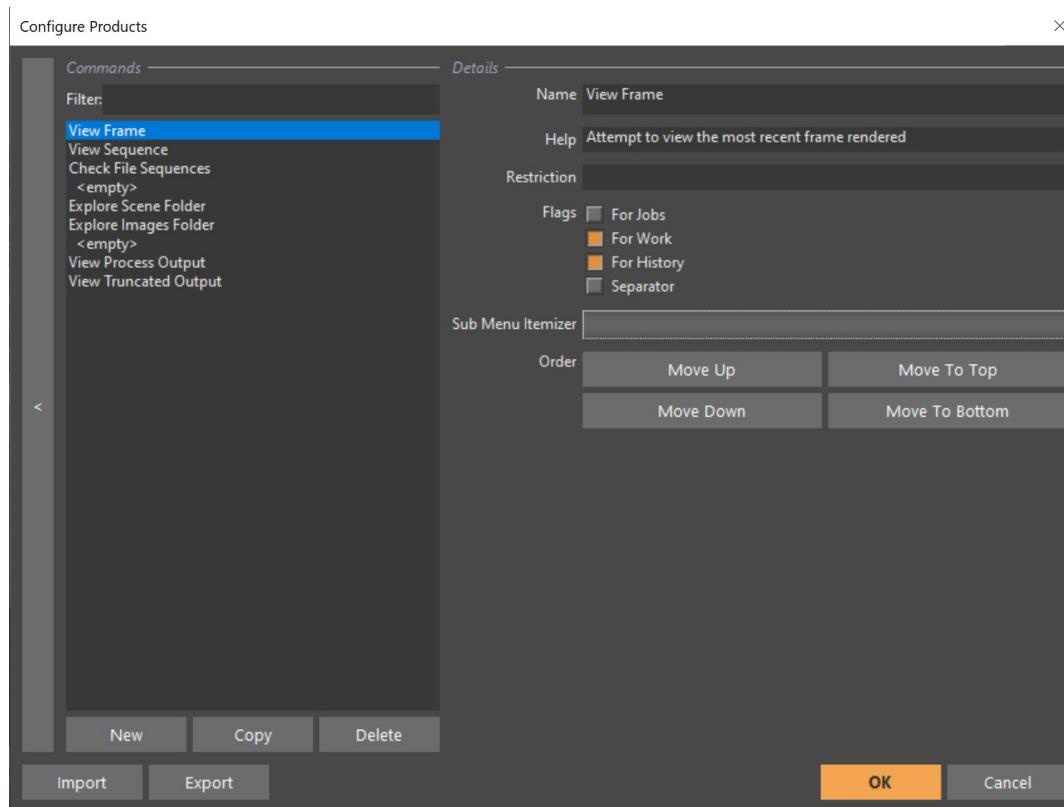 Configure Products
Commands
Filter:
View Frame
View Sequence
Check File Sequences
<empty>
Explore Scene Folder
Explore Images Folder
<empty>
View Process Output
View Truncated Output
New Copy Delete
Import Export
<
Details
Name View Frame
Help Attempt to view the most recent frame rendered
Restriction
Flags For Jobs
For Work
For History
Separator
Sub Menu Itemizer
Order Move Up Move To Top
Move Down Move To Bottom
OK Cancel